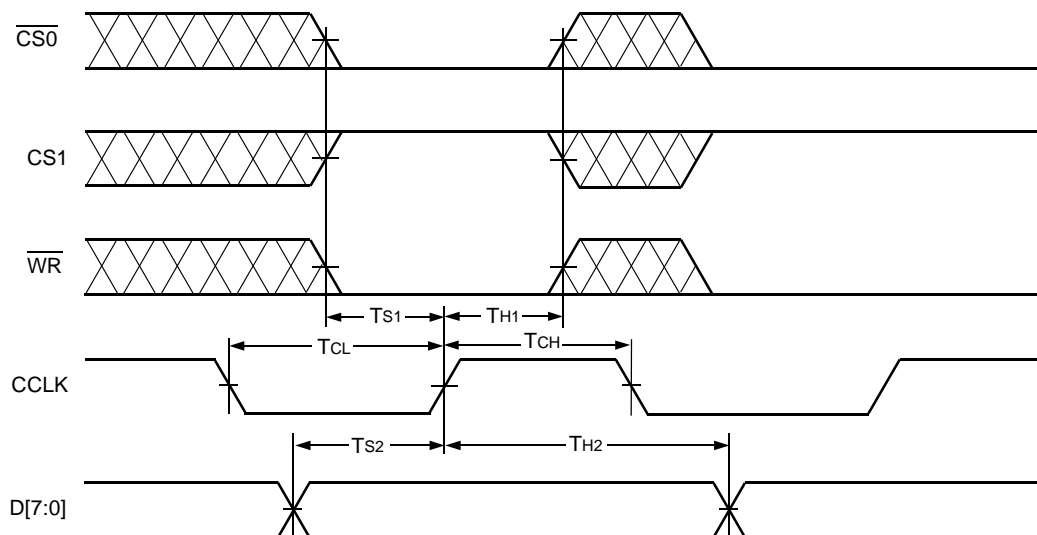 CS0
CS1
WR
TS1 TH1
TCL TCH
CCLK
TS2 TH2
D[7:0]